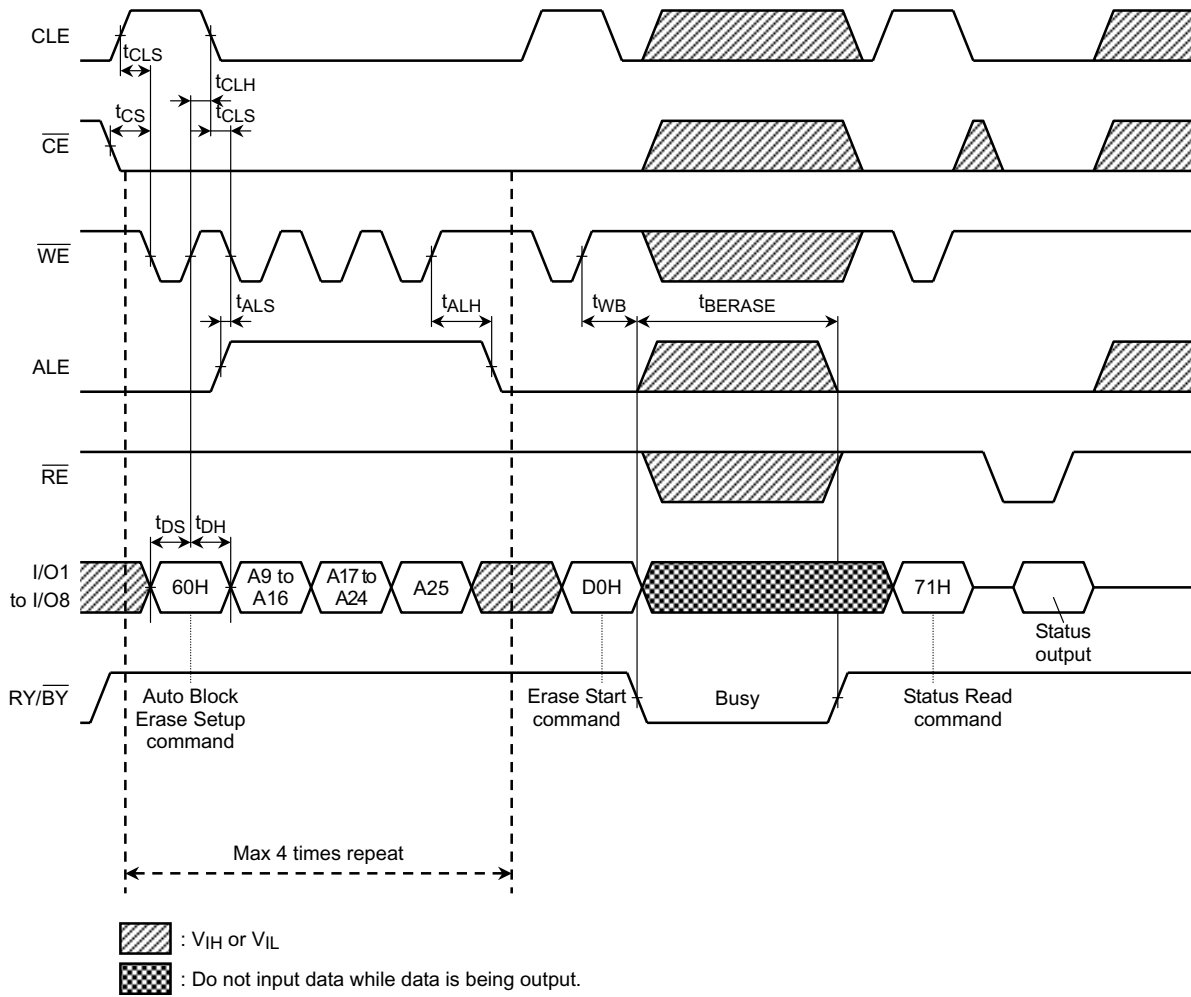 CLE
tCLS
tCLH
tCS
tCLS
CE
WE
tALS
tALH
tWB
tBERASE
ALE
RE
tDS
tDH
I/O1
to I/O8
60H
A9 to
A16
A17 to
A24
A25
D0H
71H
Status
output
RY/BY
Auto Block
Erase Setup
command
Erase Start
command
Busy
Status Read
command
Max 4 times repeat
: VIH or VIL
: Do not input data while data is being output.